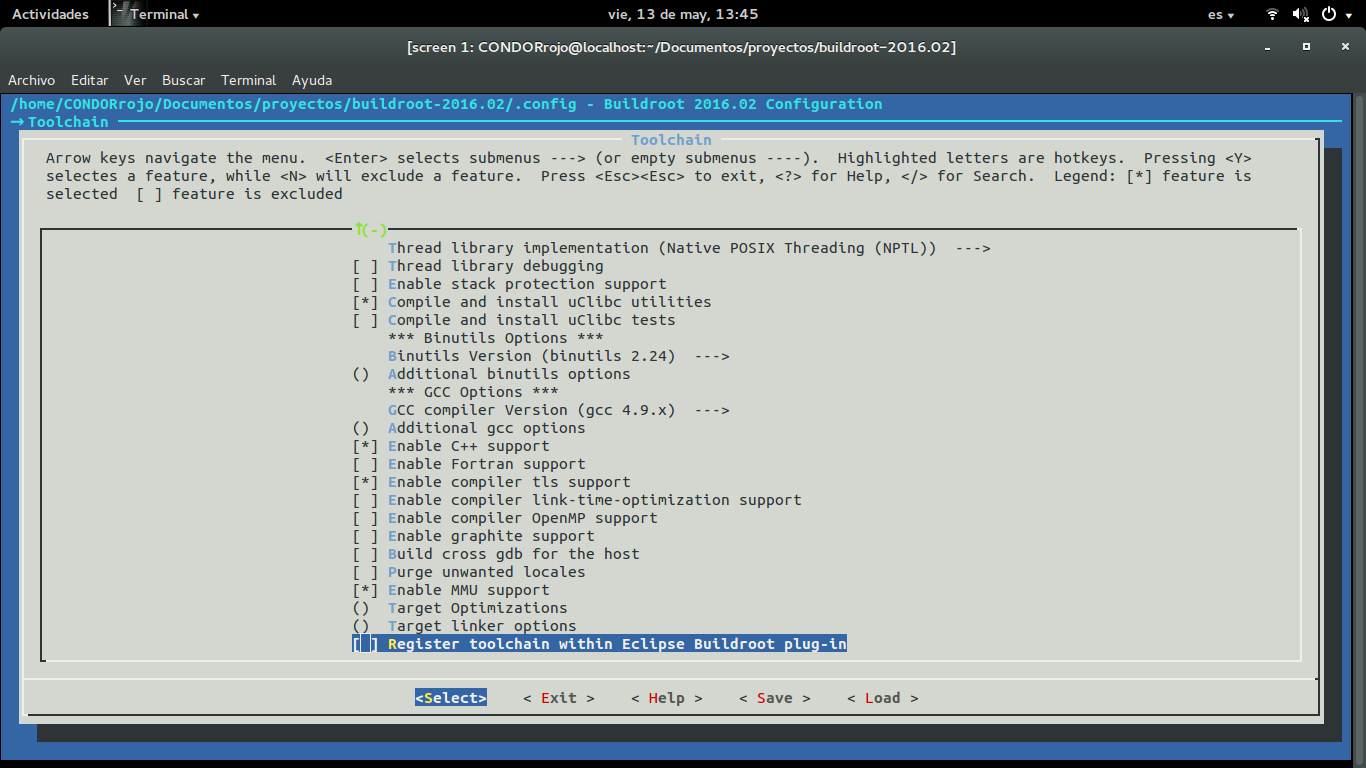 Actividades Terminal ▾ vie, 13 de may, 13:45 es ▾
[screen 1: CONDORrojo@localhost:~/Documentos/proyectos/buildroot-2016.02]
Archivo Editar Ver Buscar Terminal Ayuda
/home/CONDORrojo/Documentos/proyectos/buildroot-2016.02/.config - Buildroot 2016.02 Configuration
→ Toolchain
Toolchain
Arrow keys navigate the menu.  <Enter> selects submenus ---> (or empty submenus ----).  Highlighted letters are hotkeys.  Pressing <Y>
selectes a feature, while <N> will exclude a feature.  Press <Esc><Esc> to exit, <?> for Help, </> for Search.  Legend: [*] feature is
selected  [ ] feature is excluded
↑(-)
Thread library implementation (Native POSIX Threading (NPTL))  --->
[ ] Thread library debugging
[ ] Enable stack protection support
[*] Compile and install uClibc utilities
[ ] Compile and install uClibc tests
*** Binutils Options ***
Binutils Version (binutils 2.24)  --->
()  Additional binutils options
*** GCC Options ***
GCC compiler Version (gcc 4.9.x)  --->
()  Additional gcc options
[*] Enable C++ support
[ ] Enable Fortran support
[*] Enable compiler tls support
[ ] Enable compiler link-time-optimization support
[ ] Enable compiler OpenMP support
[ ] Enable graphite support
[ ] Build cross gdb for the host
[ ] Purge unwanted locales
[*] Enable MMU support
()  Target Optimizations
()  Target linker options
[ ] Register toolchain within Eclipse Buildroot plug-in
<Select>    < Exit >    < Help >    < Save >    < Load >